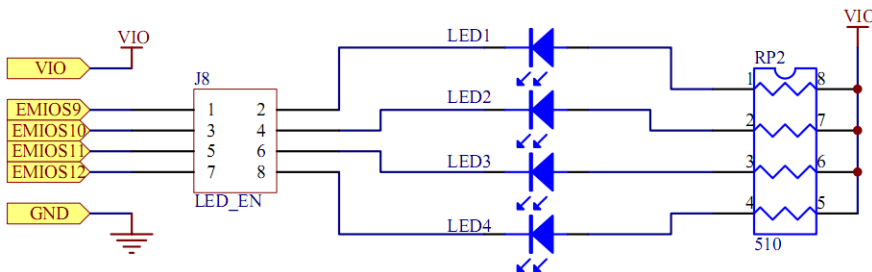 VIO
VIO
EMIOS9
EMIOS10
EMIOS11
EMIOS12
GND
J8
1 2
3 4
5 6
7 8
LED_EN
LED1
LED2
LED3
LED4
VIO
RP2
1 8
2 7
3 6
4 5
510